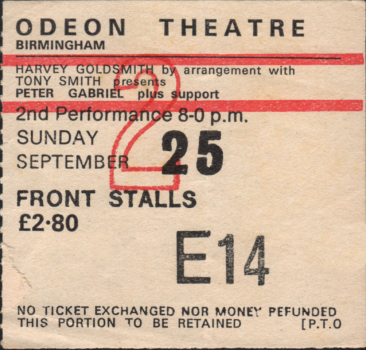 ODEON THEATRE
BIRMINGHAM
HARVEY GOLDSMITH by arrangement with
TONY SMITH presents
PETER GABRIEL plus support
2
2nd Performance 8-0 p.m.
SUNDAY
SEPTEMBER 25
FRONT STALLS
£2·80
E14
NO TICKET EXCHANGED NOR MONEY REFUNDED
THIS PORTION TO BE RETAINED [P.T.O